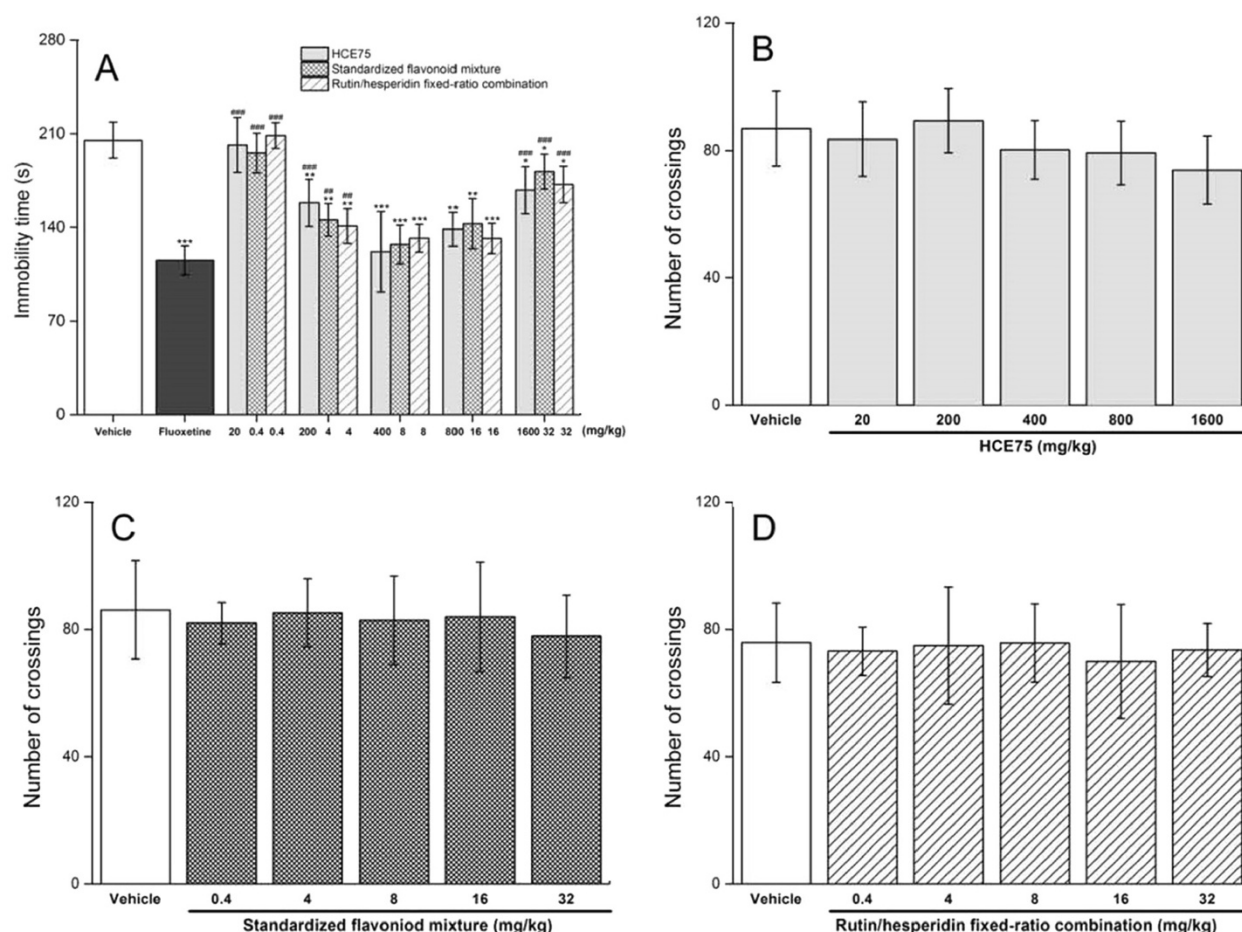 A
280
210
140
70
0
Immobility time (s)
HCE75
Standardized flavonoid mixture
Rutin/hesperidin fixed-ratio combination
***
###
###
###
###
**
##
**
##
**
***
***
***
**
**
***
###
*
###
*
###
*
Vehicle Fluoxetine 20 0.4 0.4 200 4 4 400 8 8 800 16 16 1600 32 32 (mg/kg)
B
120
80
40
0
Number of crossings
Vehicle 20 200 400 800 1600
HCE75 (mg/kg)
C
120
80
40
0
Number of crossings
Vehicle 0.4 4 8 16 32
Standardized flavoniod mixture (mg/kg)
D
120
80
40
0
Number of crossings
Vehicle 0.4 4 8 16 32
Rutin/hesperidin fixed-ratio combination (mg/kg)